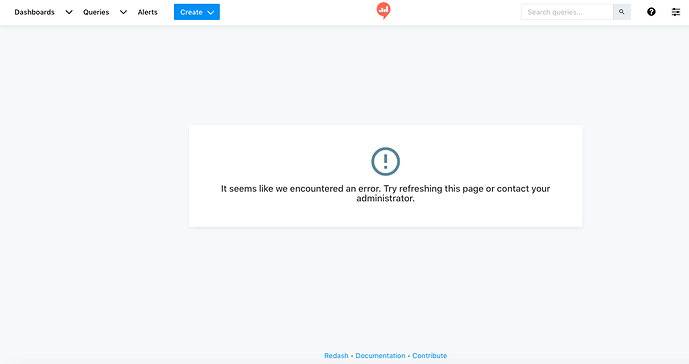 Dashboards Queries Alerts Create Search queries...
It seems like we encountered an error. Try refreshing this page or contact your
administrator.
Redash • Documentation • Contribute